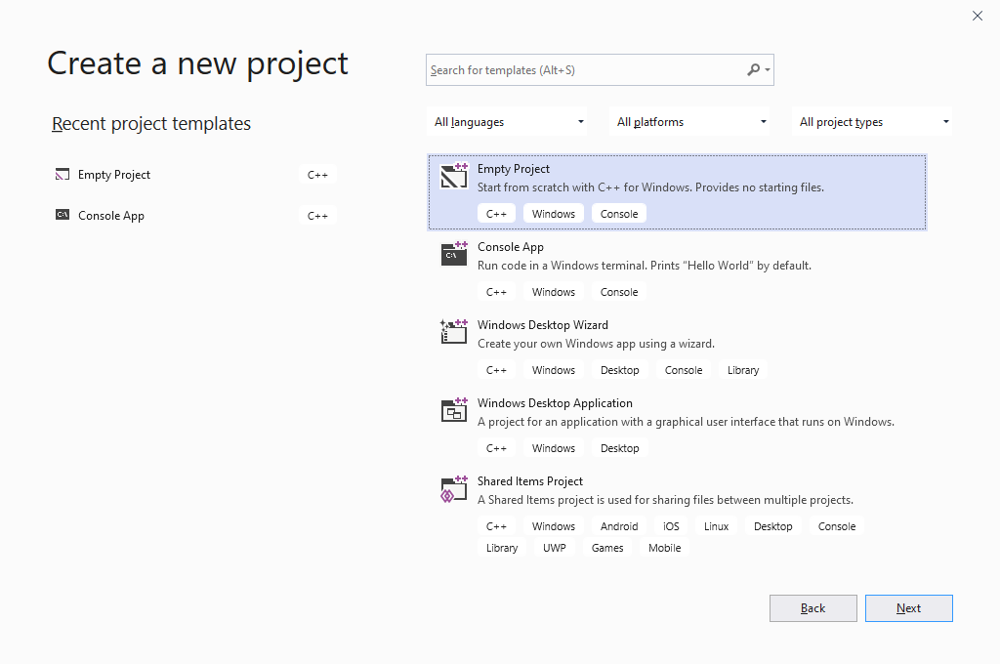 Create a new project
Search for templates (Alt+S)
Recent project templates
All languages
All platforms
All project types
Empty Project C++
Console App C++
Empty Project
Start from scratch with C++ for Windows. Provides no starting files.
C++ Windows Console
Console App
Run code in a Windows terminal. Prints “Hello World” by default.
C++ Windows Console
Windows Desktop Wizard
Create your own Windows app using a wizard.
C++ Windows Desktop Console Library
Windows Desktop Application
A project for an application with a graphical user interface that runs on Windows.
C++ Windows Desktop
Shared Items Project
A Shared Items project is used for sharing files between multiple projects.
C++ Windows Android iOS Linux Desktop Console
Library UWP Games Mobile
Back Next